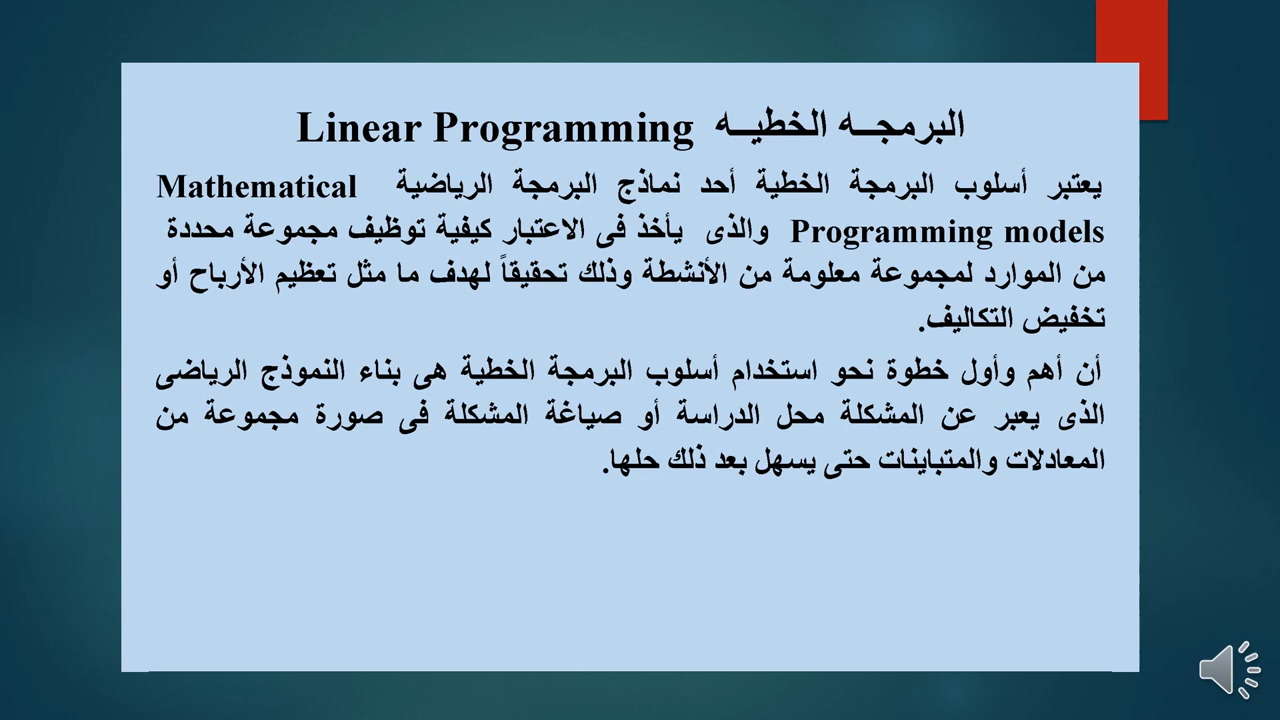 البرمجــه الخطيــه Linear Programming
يعتبر أسلوب البرمجة الخطية أحد نماذج البرمجة الرياضية Mathematical
Programming models والذى يأخذ فى الاعتبار كيفية توظيف مجموعة محددة
من الموارد لمجموعة معلومة من الأنشطة وذلك تحقيقاً لهدف ما مثل تعظيم الأرباح أو
تخفيض التكاليف.
أن أهم وأول خطوة نحو استخدام أسلوب البرمجة الخطية هى بناء النموذج الرياضى
الذى يعبر عن المشكلة محل الدراسة أو صياغة المشكلة فى صورة مجموعة من
المعادلات والمتباينات حتى يسهل بعد ذلك حلها.